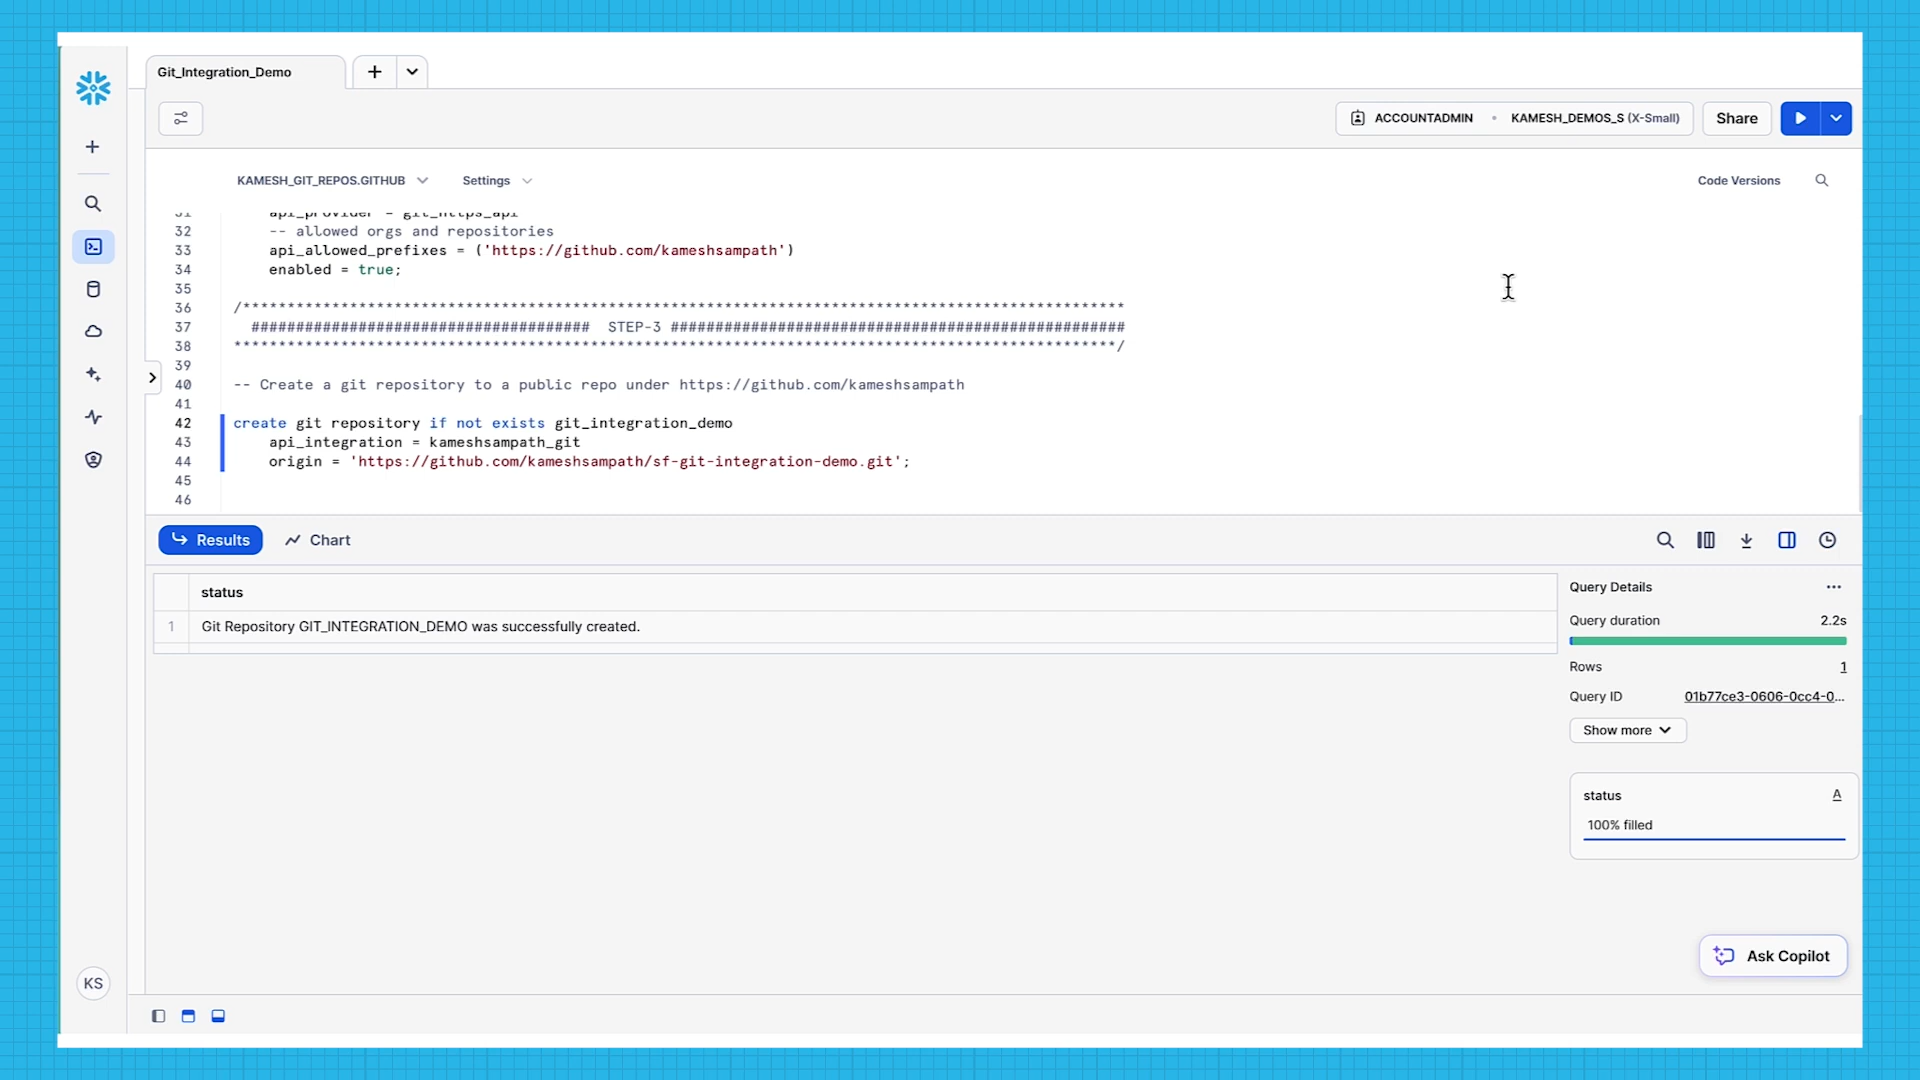 Git_Integration_Demo
ACCOUNTADMIN • KAMESH_DEMOS_S (X-Small)
Share
KAMESH_GIT_REPOS.GITHUB
Settings
Code Versions
31 api_provider = git_https_api
32 -- allowed orgs and repositories
33 api_allowed_prefixes = ('https://github.com/kameshsampath')
34 enabled = true;
35
36 /**************************************************************************************************
37 ###################################### STEP-3 ###################################################
38 ***************************************************************************************************/
39
40 -- Create a git repository to a public repo under https://github.com/kameshsampath
41
42 create git repository if not exists git_integration_demo
43 api_integration = kameshsampath_git
44 origin = 'https://github.com/kameshsampath/sf-git-integration-demo.git';
45
46
Results
Chart
status
1 Git Repository GIT_INTEGRATION_DEMO was successfully created.
Query Details ...
Query duration 2.2s
Rows 1
Query ID 01b77ce3-0606-0cc4-0...
Show more
status A
100% filled
Ask Copilot
KS